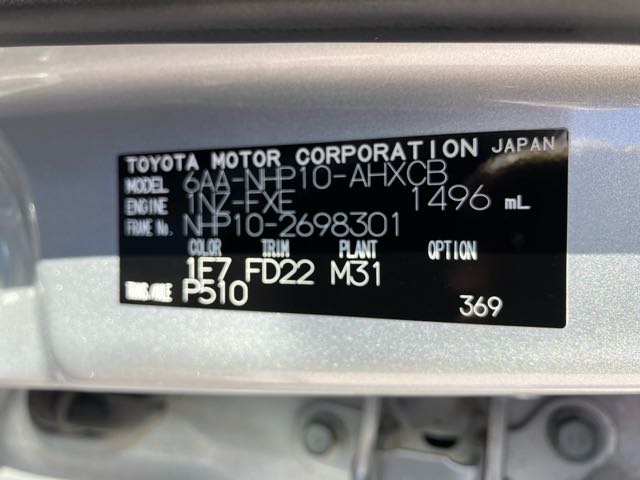 TOYOTA MOTOR CORPORATION JAPAN
MODEL 6AA-NHP10-AHXCB
ENGINE 1NZ-FXE 1496 mL
FRAME No. NHP10-2698301
COLOR TRIM PLANT OPTION
1F7 FD22 M31
TRANS./AXLE P510
369